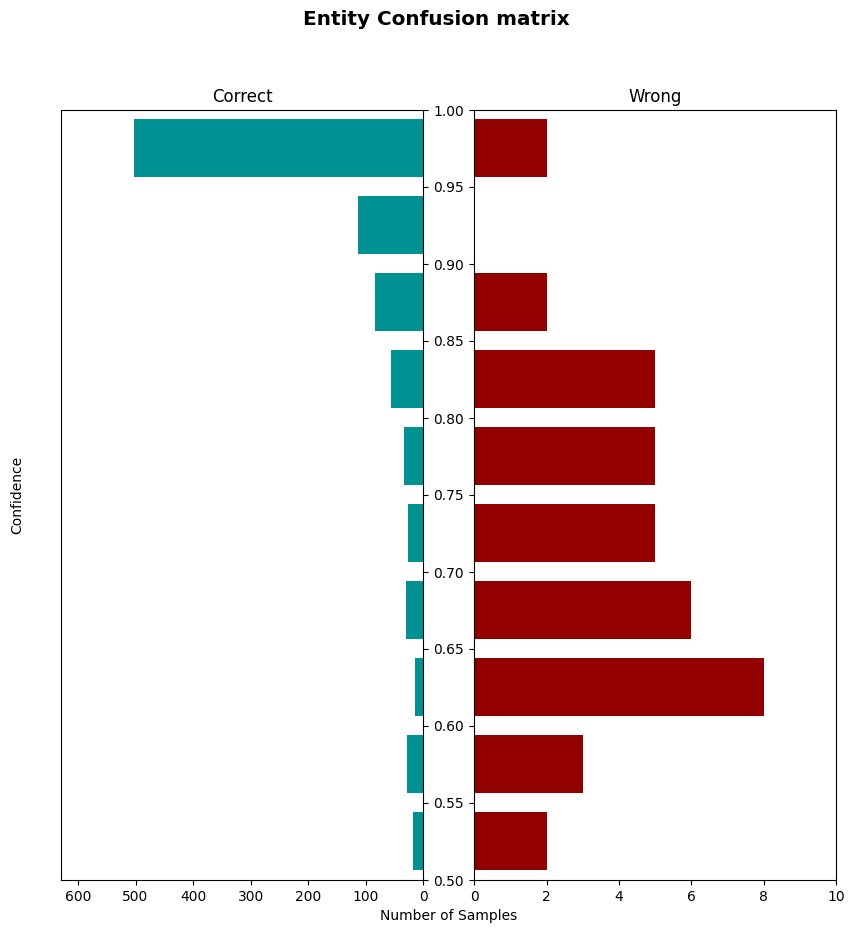 Entity Confusion matrix
Correct
Wrong
1.00
0.95
0.90
0.85
0.80
0.75
0.70
0.65
0.60
0.55
0.50
Confidence
600 500 400 300 200 100 0
0 2 4 6 8 10
Number of Samples